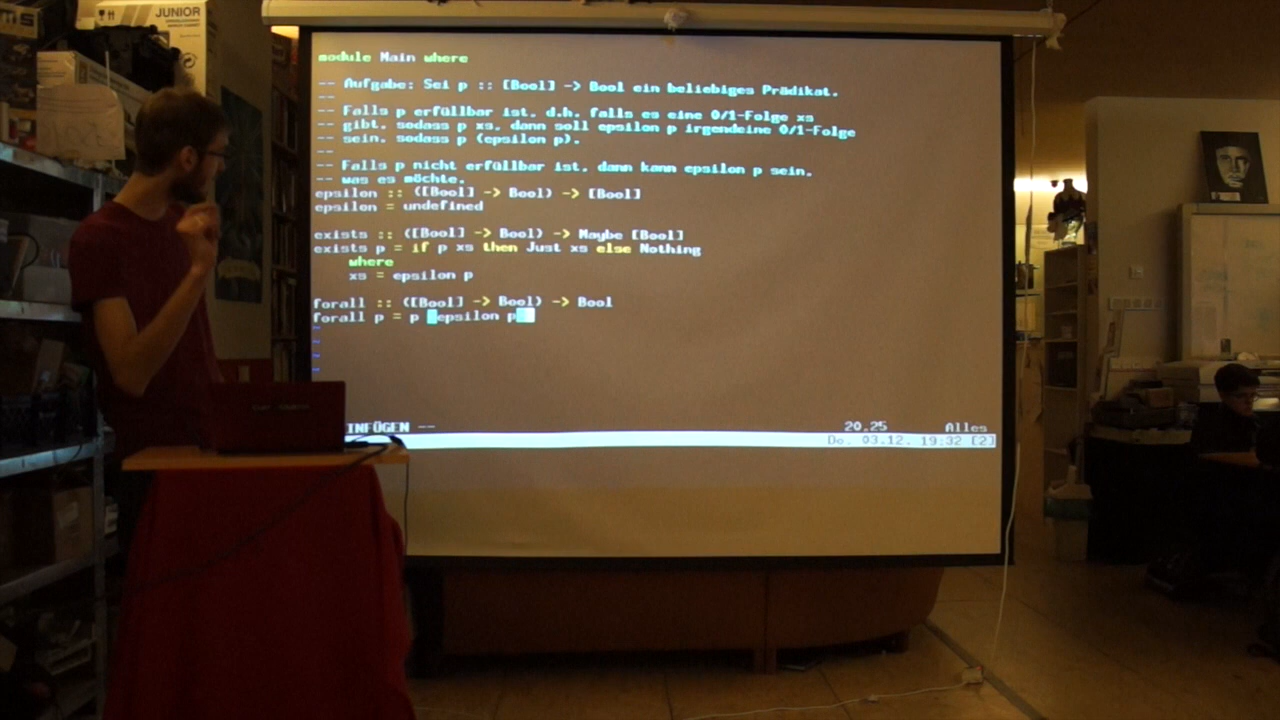 JUNIOR
module Main where
-- Aufgabe: Sei p :: [Bool] -> Bool ein beliebiges Prädikat.
--
-- Falls p erfüllbar ist, d.h. falls es eine 0/1-Folge xs
-- gibt, sodass p xs, dann soll epsilon p irgendeine 0/1-Folge
-- sein, sodass p (epsilon p).
--
-- Falls p nicht erfüllbar ist, dann kann epsilon p sein,
-- was es möchte.
epsilon :: ([Bool] -> Bool) -> [Bool]
epsilon = undefined
exists :: ([Bool] -> Bool) -> Maybe [Bool]
exists p = if p xs then Just xs else Nothing
where
xs = epsilon p
forall :: ([Bool] -> Bool) -> Bool
forall p = p (epsilon p)
~
~
~
~
INFÜGEN -- 20,25 Alles
Do. 03.12. 19:32 [2]